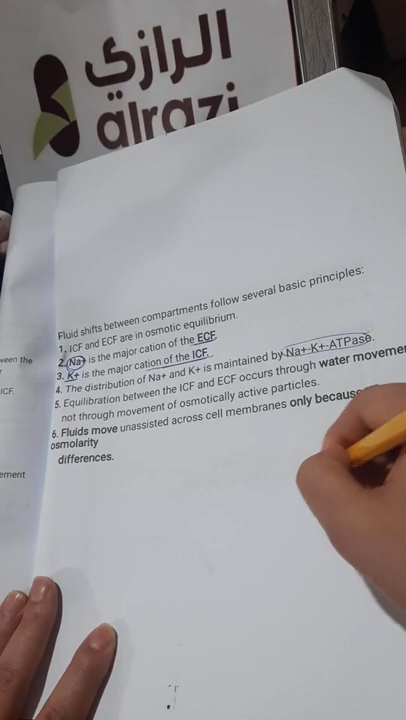 الرازي
alrazi
Fluid shifts between compartments follow several basic principles:
1. ICF and ECF are in osmotic equilibrium.
2. Na+ is the major cation of the ECF.
3. K+ is the major cation of the ICF.
4. The distribution of Na+ and K+ is maintained by Na+-K+-ATPase.
5. Equilibration between the ICF and ECF occurs through water movemen
not through movement of osmotically active particles.
6. Fluids move unassisted across cell membranes only becaus
osmolarity
differences.
ween the
ICF.
ement